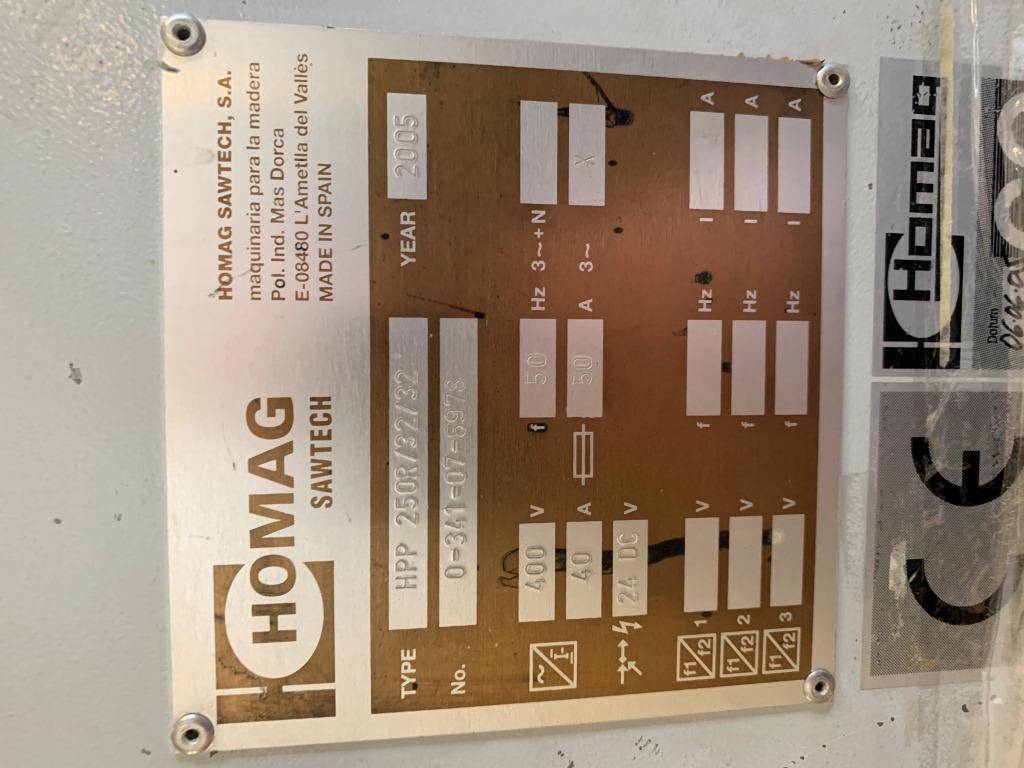 HOMAG
SAWTECH
HOMAG SAWTECH, S.A.
maquinaria para la madera
Pol. Ind. Mas Dorca
E-08480 L'Ametlla del Vallès
MADE IN SPAIN
TYPE HPP 250R/32/32 YEAR 2005
No. 0-341-07-6978
400 V f 50 Hz 3~+N
40 A 50 A 3~ X
24 DC V
f1/f2 1 V f Hz I A
f1/f2 2 V f Hz I A
f1/f2 3 V f Hz I A
CE
Homag
Datum